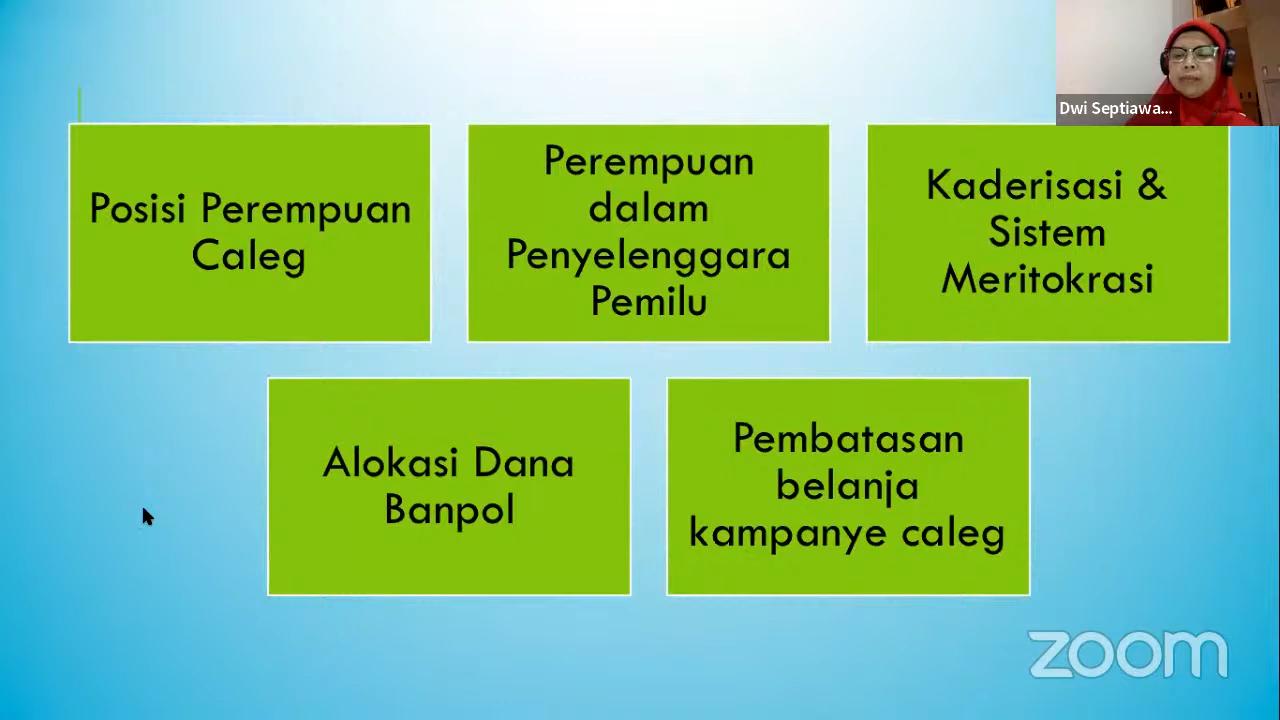 Dwi Septiawa...
Posisi Perempuan
Caleg
Perempuan
dalam
Penyelenggara
Pemilu
Kaderisasi &
Sistem
Meritokrasi
Alokasi Dana
Banpol
Pembatasan
belanja
kampanye caleg
zoom